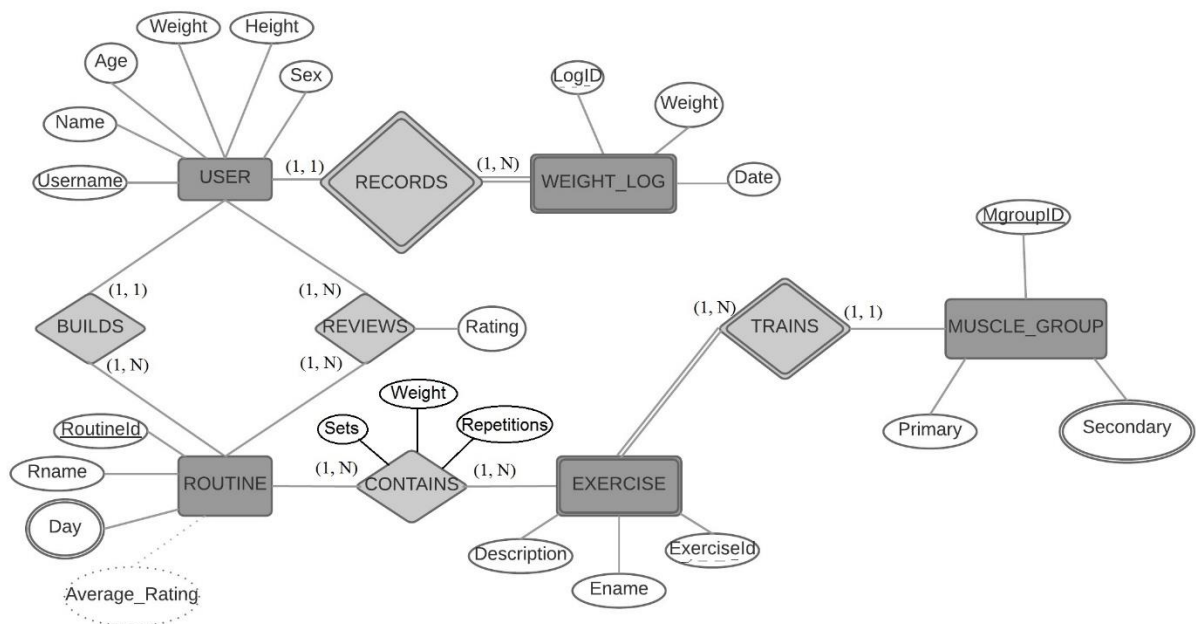 Weight
Height
Age
Sex
Name
Username
USER
(1, 1)
RECORDS
(1, N)
WEIGHT_LOG
LogID
Weight
Date
MgroupID
(1, 1)
BUILDS
(1, N)
(1, N)
REVIEWS
Rating
(1, N)
(1, N)
TRAINS
(1, 1)
MUSCLE_GROUP
Primary
Secondary
RoutineId
Rname
Day
Average_Rating
ROUTINE
(1, N)
Sets
Weight
Repetitions
CONTAINS
(1, N)
EXERCISE
Description
Ename
ExerciseId